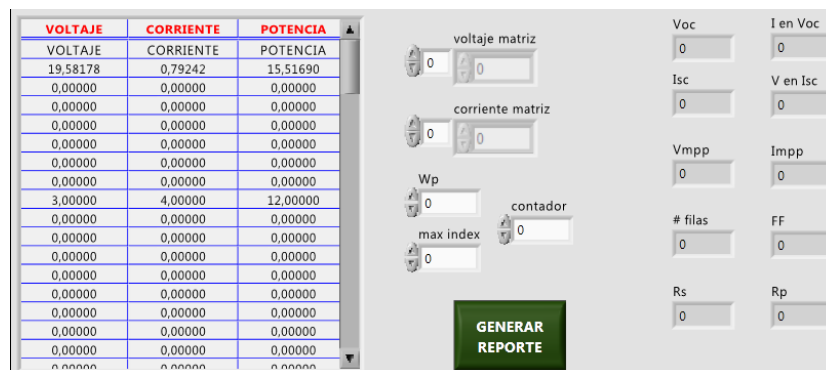 VOLTAJE CORRIENTE POTENCIA
VOLTAJE CORRIENTE POTENCIA
19,58178 0,79242 15,51690
0,00000 0,00000 0,00000
0,00000 0,00000 0,00000
0,00000 0,00000 0,00000
0,00000 0,00000 0,00000
0,00000 0,00000 0,00000
0,00000 0,00000 0,00000
3,00000 4,00000 12,00000
0,00000 0,00000 0,00000
0,00000 0,00000 0,00000
0,00000 0,00000 0,00000
0,00000 0,00000 0,00000
0,00000 0,00000 0,00000
0,00000 0,00000 0,00000
0,00000 0,00000 0,00000
0,00000 0,00000 0,00000
0,00000 0,00000 0,00000
voltaje matriz
0 0
corriente matriz
0 0
Wp
0
contador
0
max index
0
GENERAR
REPORTE
Voc I en Voc
0 0
Isc V en Isc
0 0
Vmpp Impp
0 0
# filas FF
0 0
Rs Rp
0 0